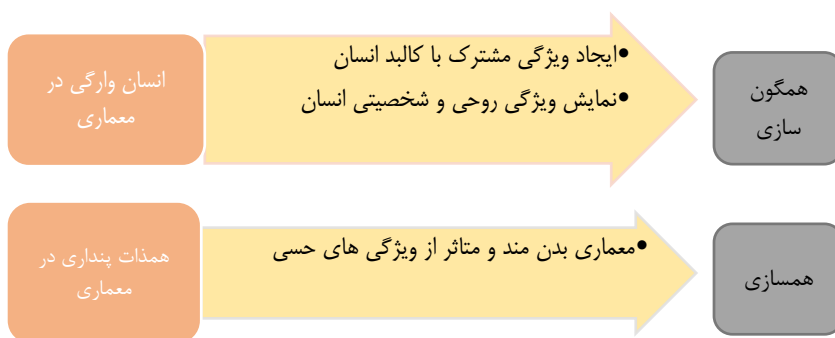 انسان وارگی در
معماری
•ایجاد ویژگی مشترک با کالبد انسان
•نمایش ویژگی روحی و شخصیتی انسان
همگون
سازی
همذات پنداری در
معماری
•معماری بدن مند و متاثر از ویژگی های حسی
همسازی